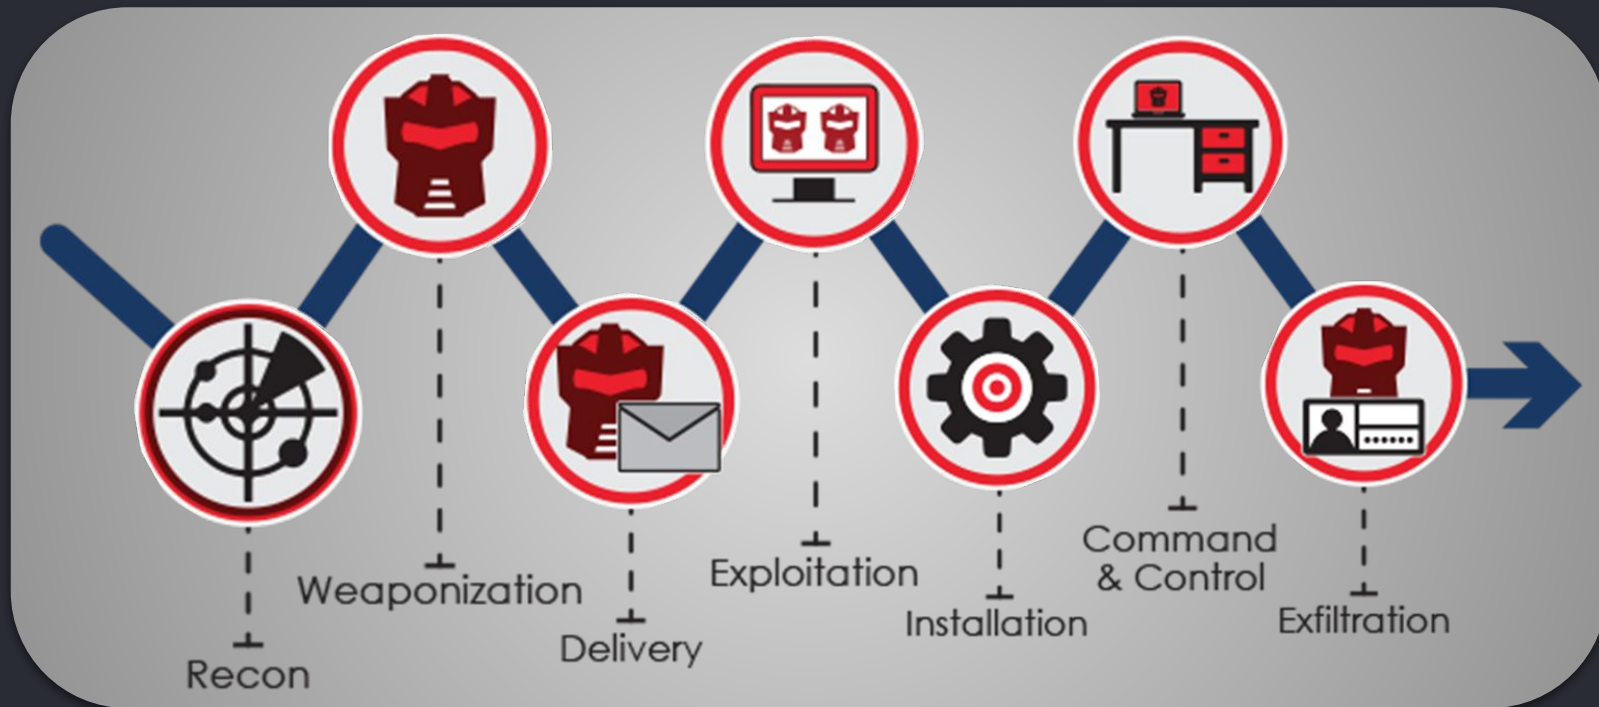 Recon
Weaponization
Delivery
Exploitation
Installation
Command
& Control
Exfiltration